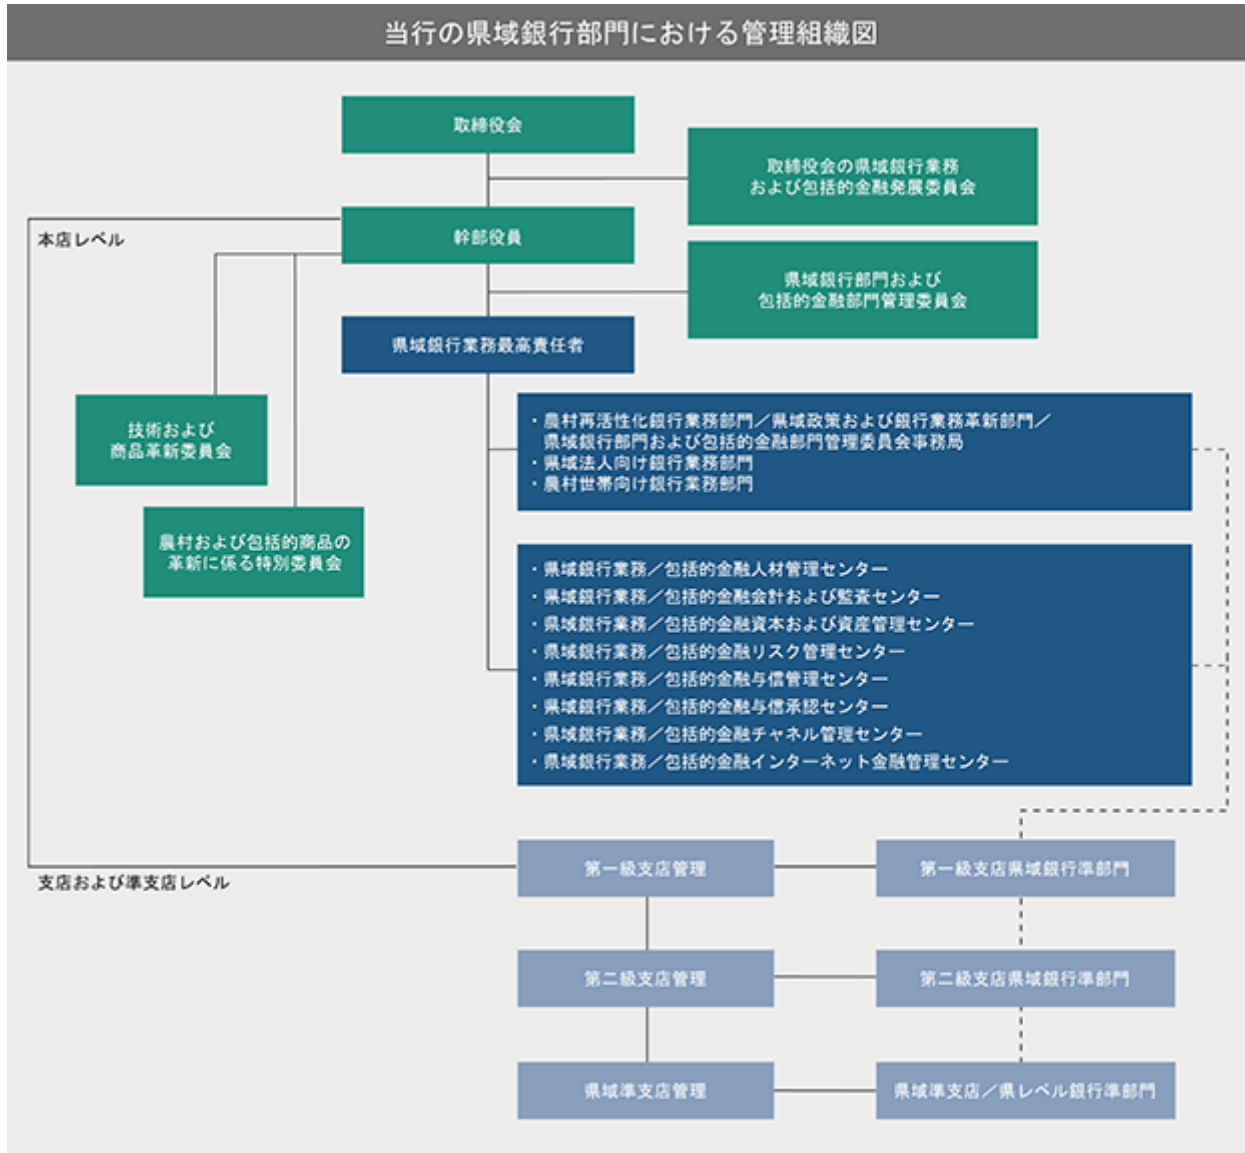 当行の県域銀行部門における管理組織図
取締役会
取締役会の県域銀行業務
および包括的金融発展委員会
本店レベル
幹部役員
県域銀行部門および
包括的金融部門管理委員会
県域銀行業務最高責任者
技術および
商品革新委員会
農村および包括的商品の
革新に係る特別委員会
・農村再活性化銀行業務部門／県域政策および銀行業務革新部門／
県域銀行部門および包括的金融部門管理委員会事務局
・県域法人向け銀行業務部門
・農村世帯向け銀行業務部門
・県域銀行業務／包括的金融人材管理センター
・県域銀行業務／包括的金融会計および監査センター
・県域銀行業務／包括的金融資本および資産管理センター
・県域銀行業務／包括的金融リスク管理センター
・県域銀行業務／包括的金融与信管理センター
・県域銀行業務／包括的金融与信承認センター
・県域銀行業務／包括的金融チャネル管理センター
・県域銀行業務／包括的金融インターネット金融管理センター
支店および準支店レベル
第一級支店管理
第一級支店県域銀行準部門
第二級支店管理
第二級支店県域銀行準部門
県域準支店管理
県域準支店／県レベル銀行準部門